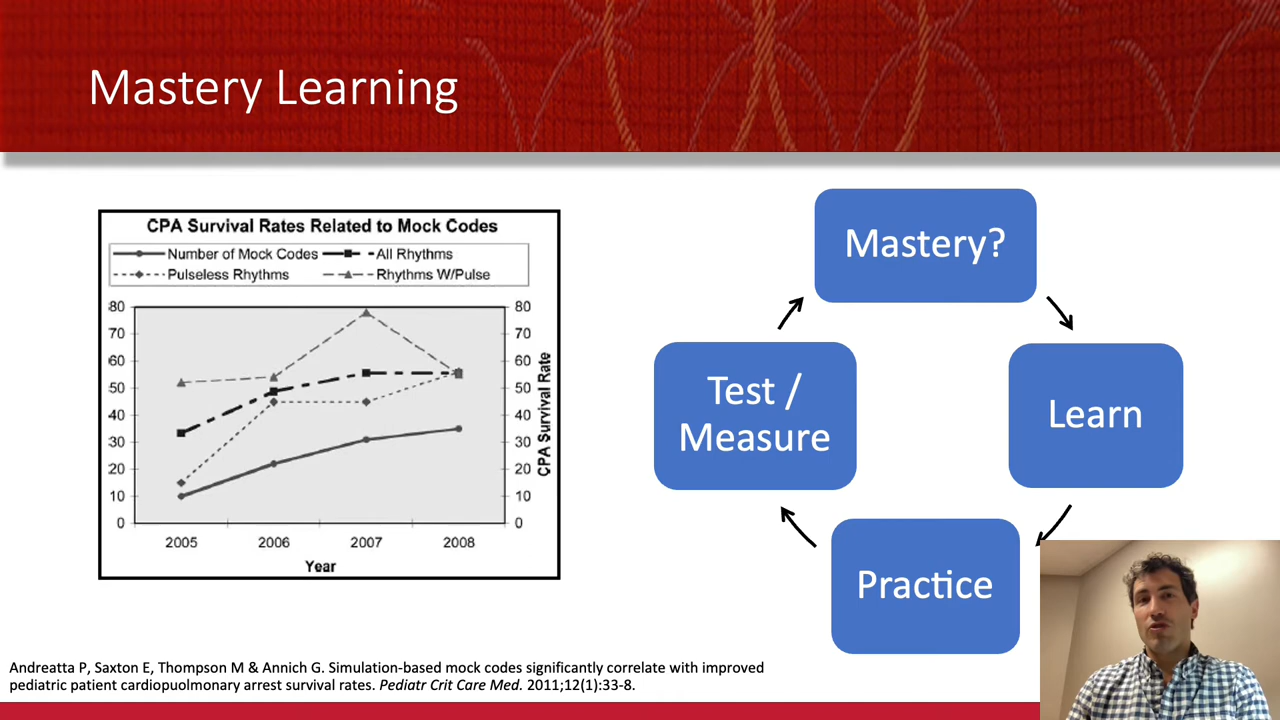 Mastery Learning
CPA Survival Rates Related to Mock Codes
Number of Mock Codes
All Rhythms
Pulseless Rhythms
Rhythms W/Pulse
80
70
60
50
40
30
20
10
0
80
70
60
50
40
30
20
10
0
CPA Survival Rate
2005
2006
2007
2008
Year
Mastery?
Learn
Practice
Test /
Measure
Andreatta P, Saxton E, Thompson M & Annich G. Simulation-based mock codes significantly correlate with improved
pediatric patient cardiopuolmonary arrest survival rates. Pediatr Crit Care Med. 2011;12(1):33-8.